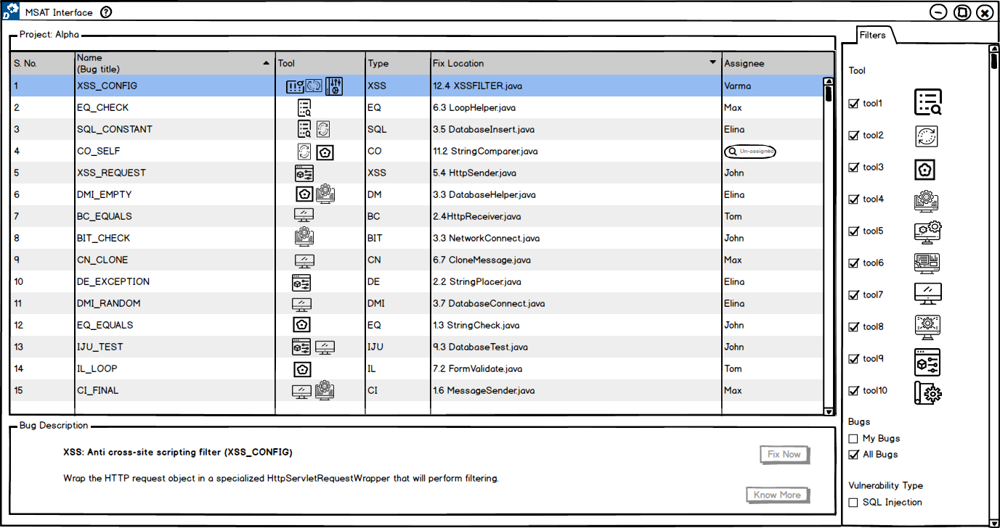 MSAT Interface ?
Project: Alpha
S. No. Name (Bug title) Tool Type Fix Location Assignee
1 XSS_CONFIG XSS 12.4 XSSFILTER.java Varma
2 EQ_CHECK EQ 6.3 LoopHelper.java Max
3 SQL_CONSTANT SQL 3.5 DatabaseInsert.java Elina
4 CO_SELF CO 11.2 StringComparer.java Un-assigned
5 XSS_REQUEST XSS 5.4 HttpSender.java John
6 DMI_EMPTY DM 3.3 DatabaseHelper.java Elina
7 BC_EQUALS BC 2.4HttpReceiver.java Tom
8 BIT_CHECK BIT 3.3 NetworkConnect.java John
9 CN_CLONE CN 6.7 CloneMessage.java Max
10 DE_EXCEPTION DE 2.2 StringPlacer.java Elina
11 DMI_RANDOM DMI 3.7 DatabaseConnect.java Elina
12 EQ_EQUALS EQ 1.3 StringCheck.java John
13 IJU_TEST IJU 9.3 DatabaseTest.java John
14 IL_LOOP IL 7.2 FormValidate.java Tom
15 CI_FINAL CI 1.6 MessageSender.java Max
Bug Description
XSS: Anti cross-site scripting filter (XSS_CONFIG)
Fix Now
Wrap the HTTP request object in a specialized HttpServletRequestWrapper that will perform filtering.
Know More
Filters
Tool
tool1
tool2
tool3
tool4
tool5
tool6
tool7
tool8
tool9
tool10
Bugs
My Bugs
All Bugs
Vulnerability Type
SQL Injection